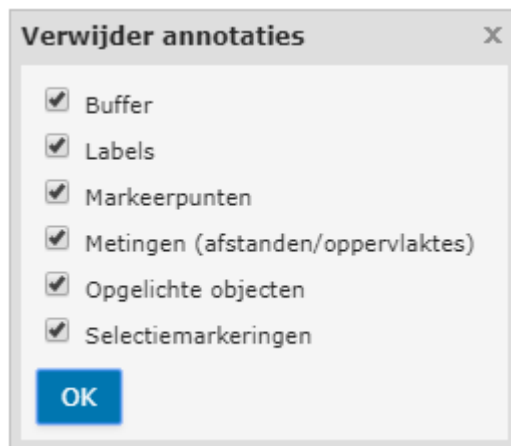 Verwijder annotaties x
Buffer
Labels
Markeerpunten
Metingen (afstanden/oppervlaktes)
Opgelichte objecten
Selectiemarkeringen
OK